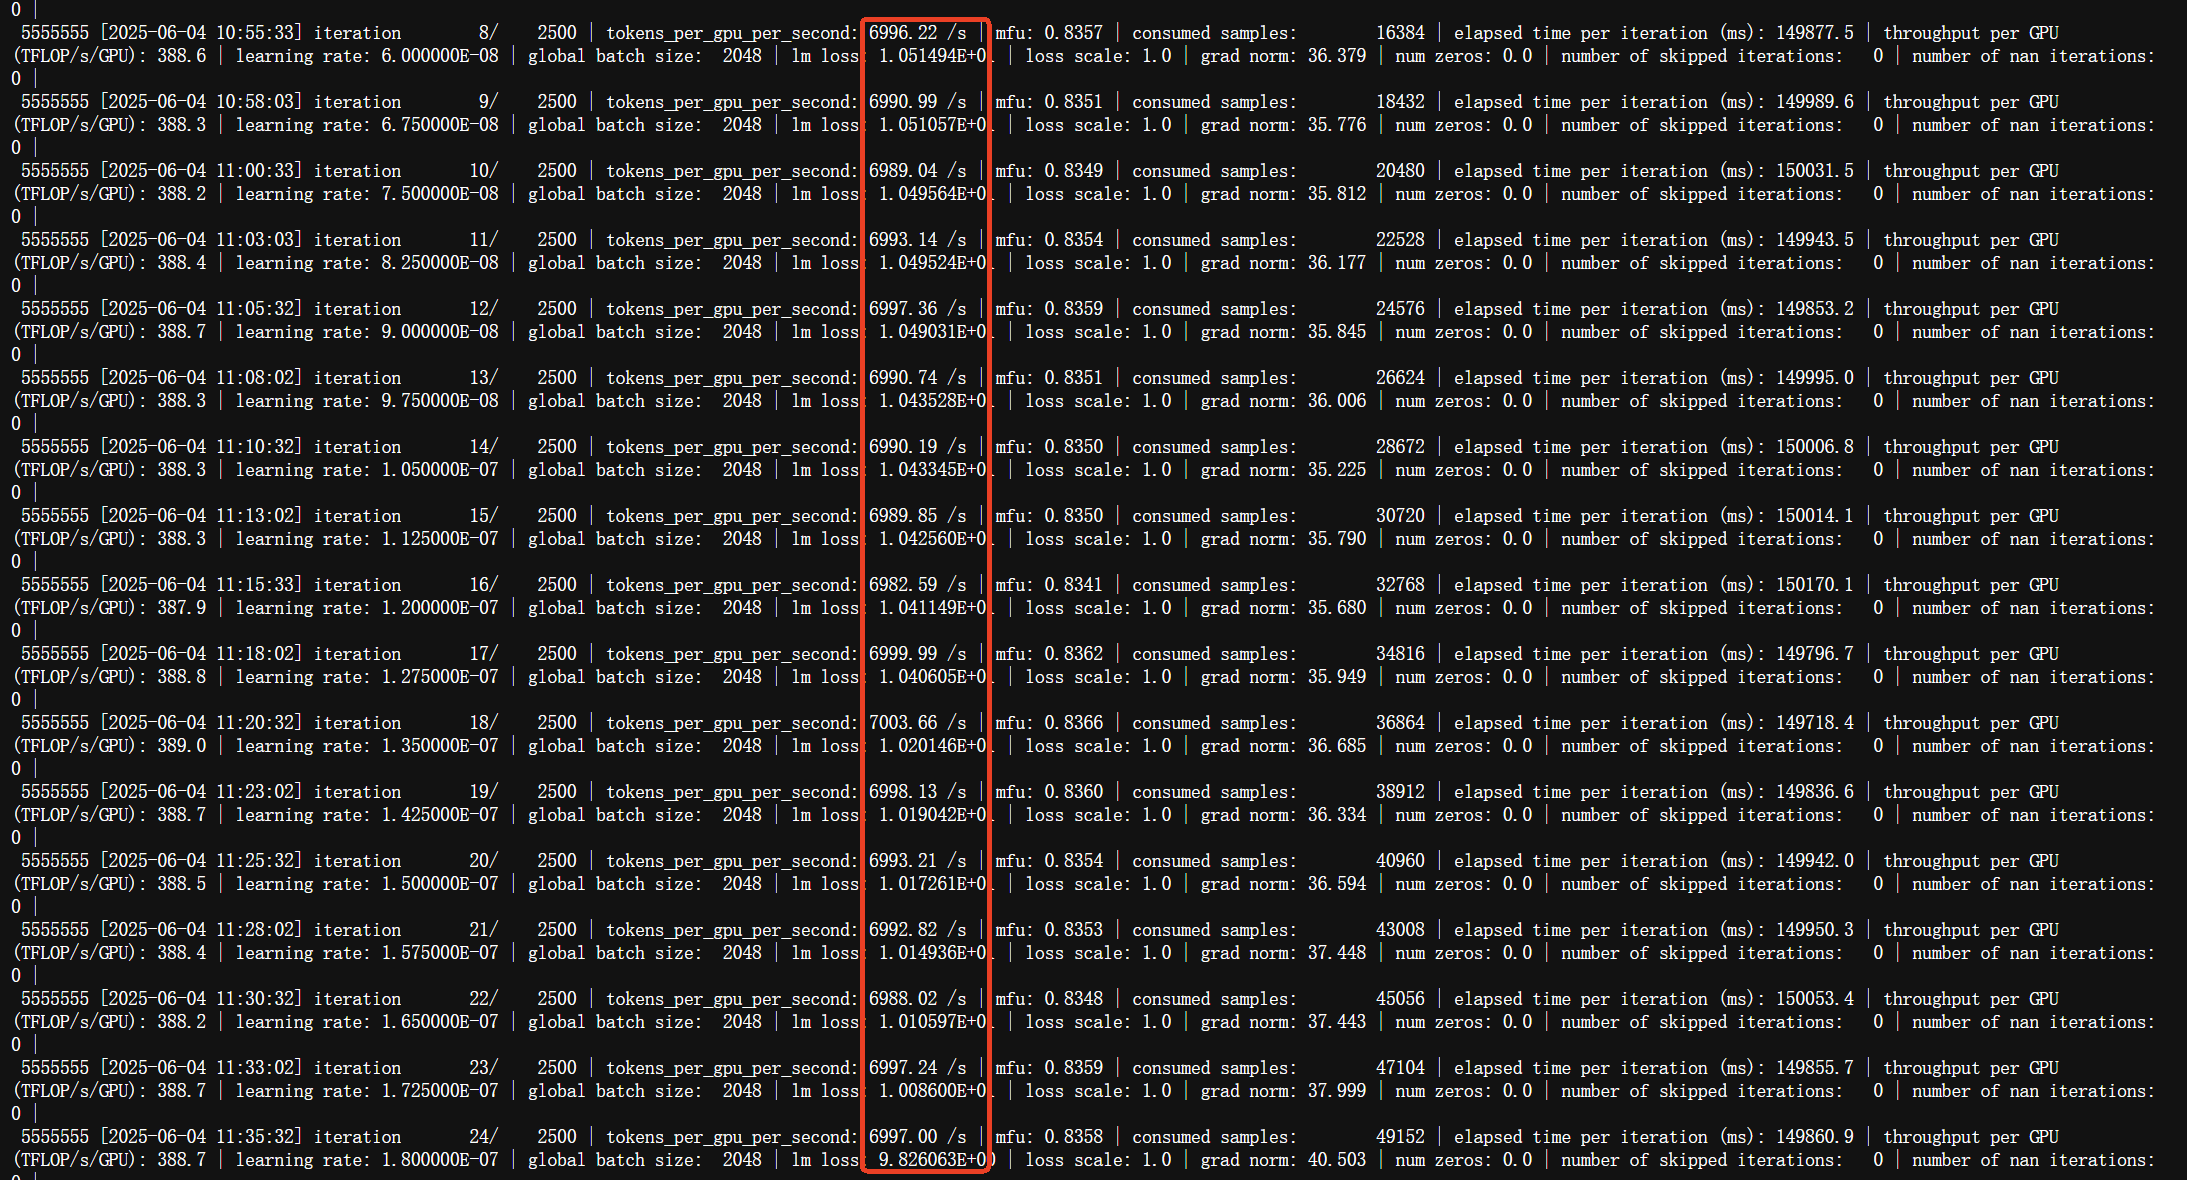 0 |
5555555 [2025-06-04 10:55:33] iteration        8/    2500 | tokens_per_gpu_per_second: 6996.22 /s | mfu: 0.8357 | consumed samples:        16384 | elapsed time per iteration (ms): 149877.5 | throughput per GPU
(TFLOP/s/GPU): 388.6 | learning rate: 6.000000E-08 | global batch size:  2048 | lm loss: 1.051494E+01 | loss scale: 1.0 | grad norm: 36.379 | num zeros: 0.0 | number of skipped iterations:   0 | number of nan iterations:
0 |
5555555 [2025-06-04 10:58:03] iteration        9/    2500 | tokens_per_gpu_per_second: 6990.99 /s | mfu: 0.8351 | consumed samples:        18432 | elapsed time per iteration (ms): 149989.6 | throughput per GPU
(TFLOP/s/GPU): 388.3 | learning rate: 6.750000E-08 | global batch size:  2048 | lm loss: 1.051057E+01 | loss scale: 1.0 | grad norm: 35.776 | num zeros: 0.0 | number of skipped iterations:   0 | number of nan iterations:
0 |
5555555 [2025-06-04 11:00:33] iteration       10/    2500 | tokens_per_gpu_per_second: 6989.04 /s | mfu: 0.8349 | consumed samples:        20480 | elapsed time per iteration (ms): 150031.5 | throughput per GPU
(TFLOP/s/GPU): 388.2 | learning rate: 7.500000E-08 | global batch size:  2048 | lm loss: 1.049564E+01 | loss scale: 1.0 | grad norm: 35.812 | num zeros: 0.0 | number of skipped iterations:   0 | number of nan iterations:
0 |
5555555 [2025-06-04 11:03:03] iteration       11/    2500 | tokens_per_gpu_per_second: 6993.14 /s | mfu: 0.8354 | consumed samples:        22528 | elapsed time per iteration (ms): 149943.5 | throughput per GPU
(TFLOP/s/GPU): 388.4 | learning rate: 8.250000E-08 | global batch size:  2048 | lm loss: 1.049524E+01 | loss scale: 1.0 | grad norm: 36.177 | num zeros: 0.0 | number of skipped iterations:   0 | number of nan iterations:
0 |
5555555 [2025-06-04 11:05:32] iteration       12/    2500 | tokens_per_gpu_per_second: 6997.36 /s | mfu: 0.8359 | consumed samples:        24576 | elapsed time per iteration (ms): 149853.2 | throughput per GPU
(TFLOP/s/GPU): 388.7 | learning rate: 9.000000E-08 | global batch size:  2048 | lm loss: 1.049031E+01 | loss scale: 1.0 | grad norm: 35.845 | num zeros: 0.0 | number of skipped iterations:   0 | number of nan iterations:
0 |
5555555 [2025-06-04 11:08:02] iteration       13/    2500 | tokens_per_gpu_per_second: 6990.74 /s | mfu: 0.8351 | consumed samples:        26624 | elapsed time per iteration (ms): 149995.0 | throughput per GPU
(TFLOP/s/GPU): 388.3 | learning rate: 9.750000E-08 | global batch size:  2048 | lm loss: 1.043528E+01 | loss scale: 1.0 | grad norm: 36.006 | num zeros: 0.0 | number of skipped iterations:   0 | number of nan iterations:
0 |
5555555 [2025-06-04 11:10:32] iteration       14/    2500 | tokens_per_gpu_per_second: 6990.19 /s | mfu: 0.8350 | consumed samples:        28672 | elapsed time per iteration (ms): 150006.8 | throughput per GPU
(TFLOP/s/GPU): 388.3 | learning rate: 1.050000E-07 | global batch size:  2048 | lm loss: 1.043345E+01 | loss scale: 1.0 | grad norm: 35.225 | num zeros: 0.0 | number of skipped iterations:   0 | number of nan iterations:
0 |
5555555 [2025-06-04 11:13:02] iteration       15/    2500 | tokens_per_gpu_per_second: 6989.85 /s | mfu: 0.8350 | consumed samples:        30720 | elapsed time per iteration (ms): 150014.1 | throughput per GPU
(TFLOP/s/GPU): 388.3 | learning rate: 1.125000E-07 | global batch size:  2048 | lm loss: 1.042560E+01 | loss scale: 1.0 | grad norm: 35.790 | num zeros: 0.0 | number of skipped iterations:   0 | number of nan iterations:
0 |
5555555 [2025-06-04 11:15:33] iteration       16/    2500 | tokens_per_gpu_per_second: 6982.59 /s | mfu: 0.8341 | consumed samples:        32768 | elapsed time per iteration (ms): 150170.1 | throughput per GPU
(TFLOP/s/GPU): 387.9 | learning rate: 1.200000E-07 | global batch size:  2048 | lm loss: 1.041149E+01 | loss scale: 1.0 | grad norm: 35.680 | num zeros: 0.0 | number of skipped iterations:   0 | number of nan iterations:
0 |
5555555 [2025-06-04 11:18:02] iteration       17/    2500 | tokens_per_gpu_per_second: 6999.99 /s | mfu: 0.8362 | consumed samples:        34816 | elapsed time per iteration (ms): 149796.7 | throughput per GPU
(TFLOP/s/GPU): 388.8 | learning rate: 1.275000E-07 | global batch size:  2048 | lm loss: 1.040605E+01 | loss scale: 1.0 | grad norm: 35.949 | num zeros: 0.0 | number of skipped iterations:   0 | number of nan iterations:
0 |
5555555 [2025-06-04 11:20:32] iteration       18/    2500 | tokens_per_gpu_per_second: 7003.66 /s | mfu: 0.8366 | consumed samples:        36864 | elapsed time per iteration (ms): 149718.4 | throughput per GPU
(TFLOP/s/GPU): 389.0 | learning rate: 1.350000E-07 | global batch size:  2048 | lm loss: 1.020146E+01 | loss scale: 1.0 | grad norm: 36.685 | num zeros: 0.0 | number of skipped iterations:   0 | number of nan iterations:
0 |
5555555 [2025-06-04 11:23:02] iteration       19/    2500 | tokens_per_gpu_per_second: 6998.13 /s | mfu: 0.8360 | consumed samples:        38912 | elapsed time per iteration (ms): 149836.6 | throughput per GPU
(TFLOP/s/GPU): 388.7 | learning rate: 1.425000E-07 | global batch size:  2048 | lm loss: 1.019042E+01 | loss scale: 1.0 | grad norm: 36.334 | num zeros: 0.0 | number of skipped iterations:   0 | number of nan iterations:
0 |
5555555 [2025-06-04 11:25:32] iteration       20/    2500 | tokens_per_gpu_per_second: 6993.21 /s | mfu: 0.8354 | consumed samples:        40960 | elapsed time per iteration (ms): 149942.0 | throughput per GPU
(TFLOP/s/GPU): 388.5 | learning rate: 1.500000E-07 | global batch size:  2048 | lm loss: 1.017261E+01 | loss scale: 1.0 | grad norm: 36.594 | num zeros: 0.0 | number of skipped iterations:   0 | number of nan iterations:
0 |
5555555 [2025-06-04 11:28:02] iteration       21/    2500 | tokens_per_gpu_per_second: 6992.82 /s | mfu: 0.8353 | consumed samples:        43008 | elapsed time per iteration (ms): 149950.3 | throughput per GPU
(TFLOP/s/GPU): 388.4 | learning rate: 1.575000E-07 | global batch size:  2048 | lm loss: 1.014936E+01 | loss scale: 1.0 | grad norm: 37.448 | num zeros: 0.0 | number of skipped iterations:   0 | number of nan iterations:
0 |
5555555 [2025-06-04 11:30:32] iteration       22/    2500 | tokens_per_gpu_per_second: 6988.02 /s | mfu: 0.8348 | consumed samples:        45056 | elapsed time per iteration (ms): 150053.4 | throughput per GPU
(TFLOP/s/GPU): 388.2 | learning rate: 1.650000E-07 | global batch size:  2048 | lm loss: 1.010597E+01 | loss scale: 1.0 | grad norm: 37.443 | num zeros: 0.0 | number of skipped iterations:   0 | number of nan iterations:
0 |
5555555 [2025-06-04 11:33:02] iteration       23/    2500 | tokens_per_gpu_per_second: 6997.24 /s | mfu: 0.8359 | consumed samples:        47104 | elapsed time per iteration (ms): 149855.7 | throughput per GPU
(TFLOP/s/GPU): 388.7 | learning rate: 1.725000E-07 | global batch size:  2048 | lm loss: 1.008600E+01 | loss scale: 1.0 | grad norm: 37.999 | num zeros: 0.0 | number of skipped iterations:   0 | number of nan iterations:
0 |
5555555 [2025-06-04 11:35:32] iteration       24/    2500 | tokens_per_gpu_per_second: 6997.00 /s | mfu: 0.8358 | consumed samples:        49152 | elapsed time per iteration (ms): 149860.9 | throughput per GPU
(TFLOP/s/GPU): 388.7 | learning rate: 1.800000E-07 | global batch size:  2048 | lm loss: 9.826063E+00 | loss scale: 1.0 | grad norm: 40.503 | num zeros: 0.0 | number of skipped iterations:   0 | number of nan iterations:
0 |